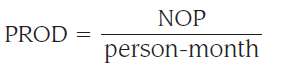 PROD = NOP
person-month